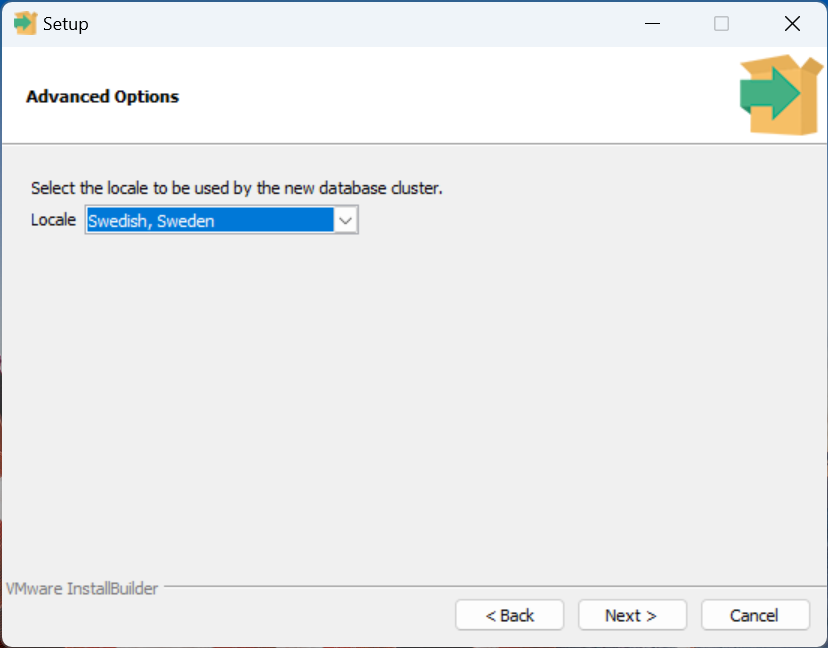 Setup
Advanced Options
Select the locale to be used by the new database cluster.
Locale Swedish, Sweden
VMware InstallBuilder
< Back Next > Cancel